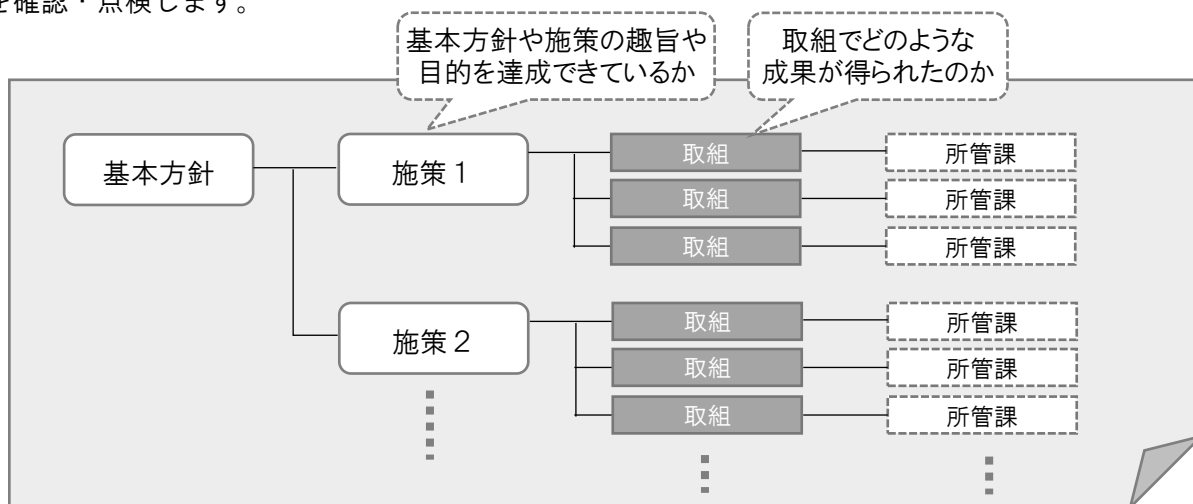 を確認・点検します。
基本方針や施策の趣旨や
目的を達成できているか
取組でどのような
成果が得られたのか
基本方針
施策１
取組
所管課
取組
所管課
取組
所管課
施策２
取組
所管課
取組
所管課
取組
所管課